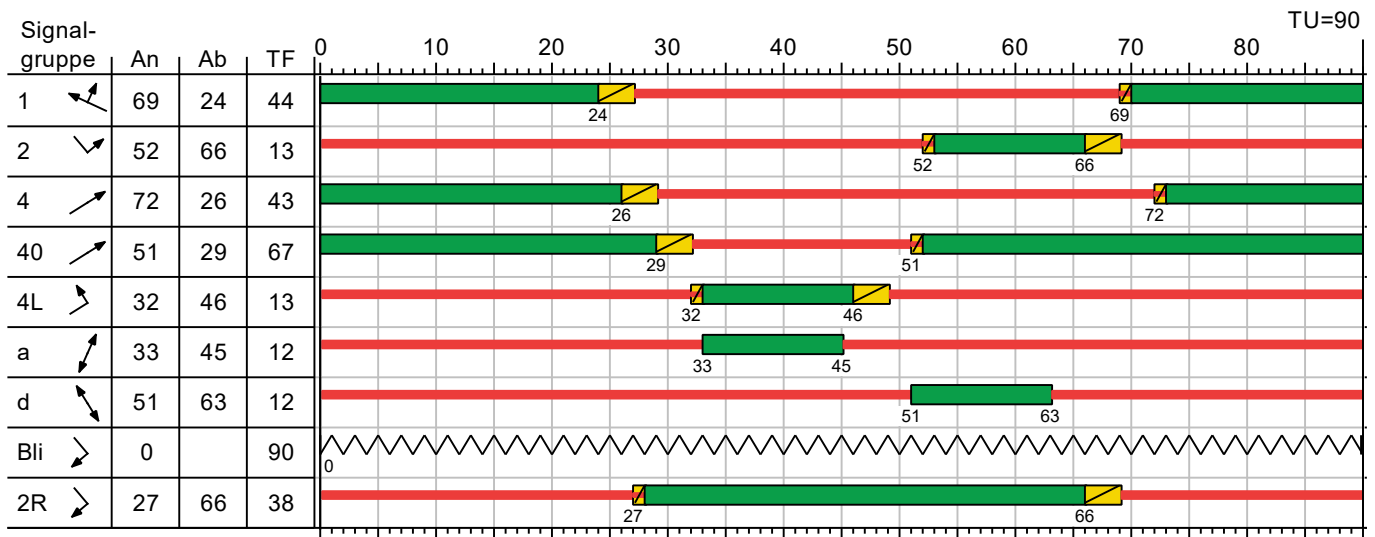 TU=90
Signal-
gruppe An Ab TF 0 10 20 30 40 50 60 70 80
1 69 24 44
24 69
2 52 66 13
52 66
4 72 26 43
26 72
40 51 29 67
29 51
4L 32 46 13
32 46
a 33 45 12
33 45
d 51 63 12
51 63
Bli 0 90
0
2R 27 66 38
27 66